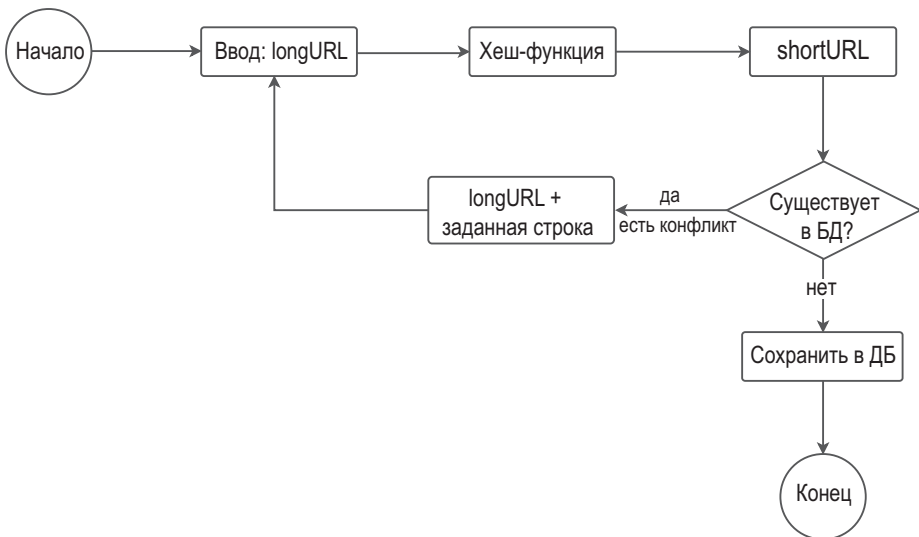 Начало
Ввод: longURL
Хеш-функция
shortURL
longURL +
заданная строка
да
есть конфликт
Существует
в БД?
нет
Сохранить в ДБ
Конец